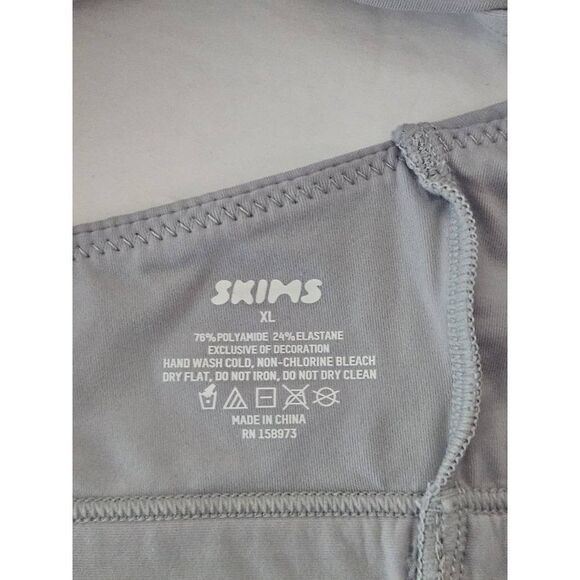 SKIMS
XL
76% POLYAMIDE 24% ELASTANE
EXCLUSIVE OF DECORATION
HAND WASH COLD, NON-CHLORINE BLEACH
DRY FLAT, DO NOT IRON, DO NOT DRY CLEAN
MADE IN CHINA
RN 158973